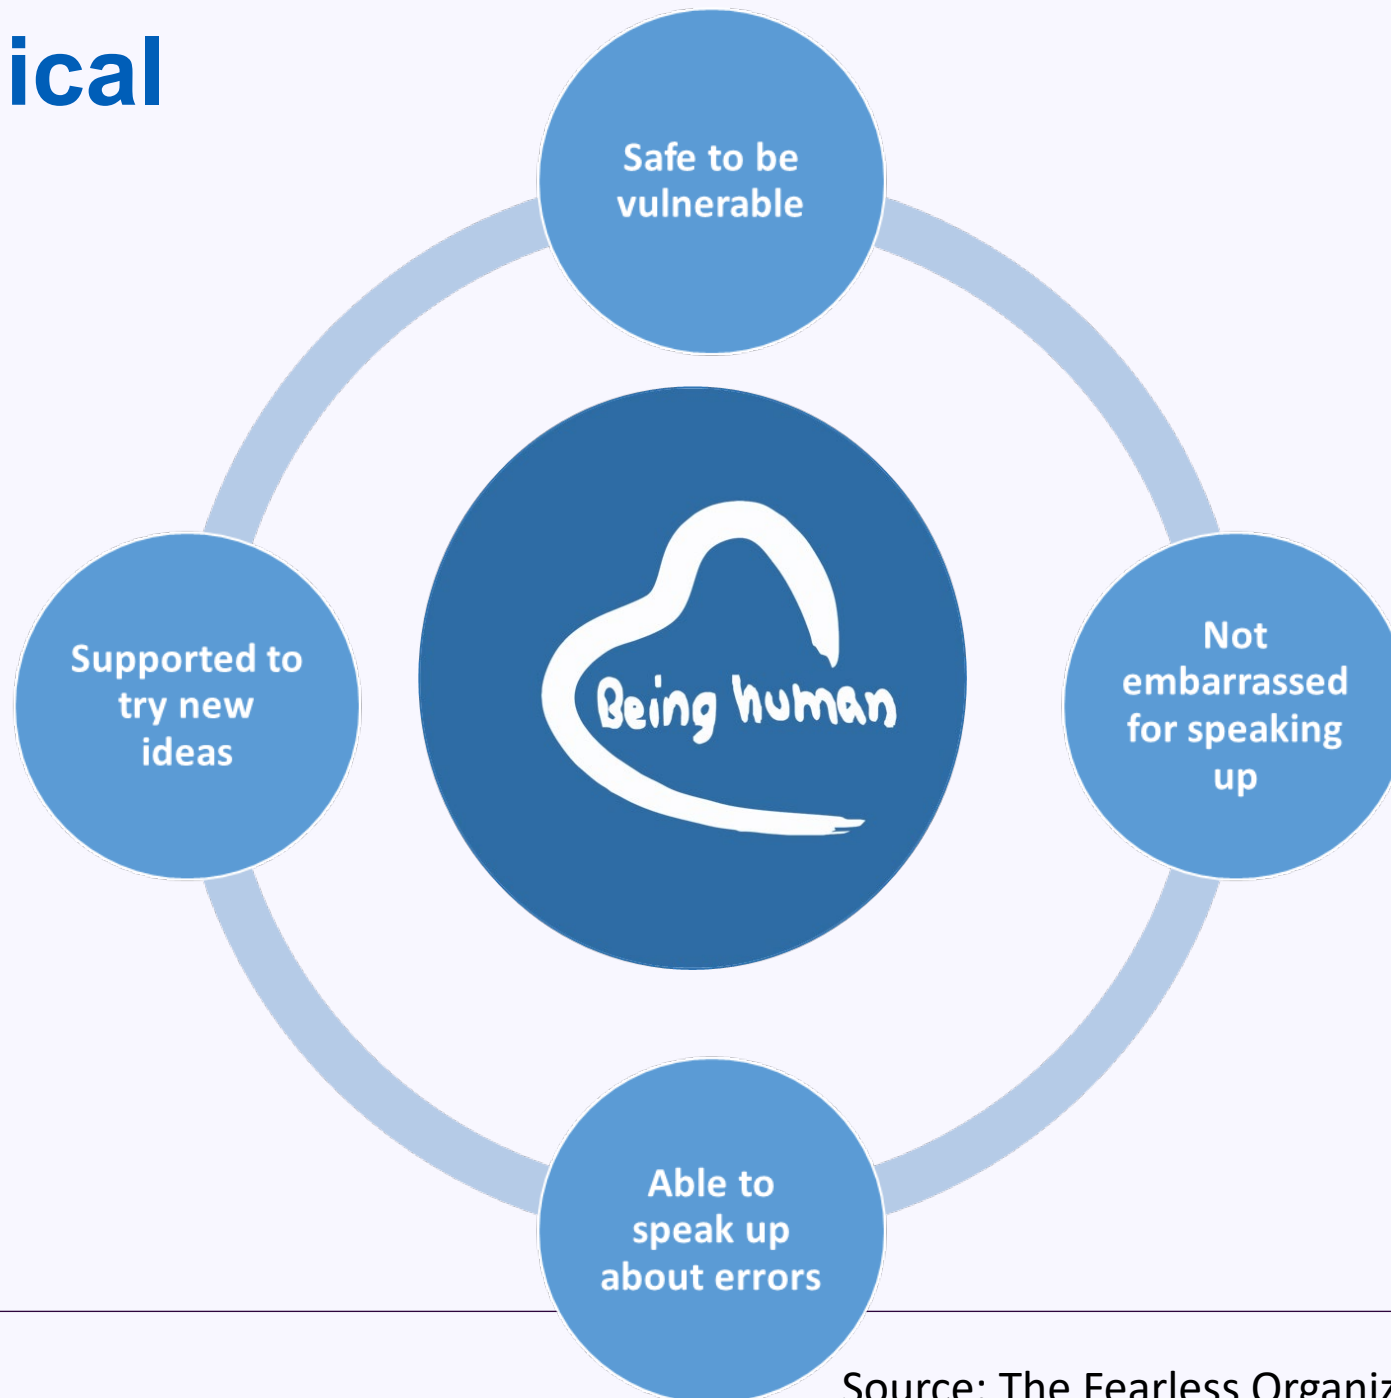 ical
Safe to be
vulnerable
Not
embarrassed
for speaking
up
Being human
Supported to
try new
ideas
Able to
speak up
about errors
Source: The Fearless Organiz